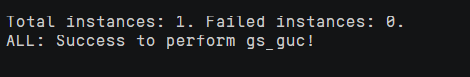 Total instances: 1. Failed instances: 0.
ALL: Success to perform gs_guc!